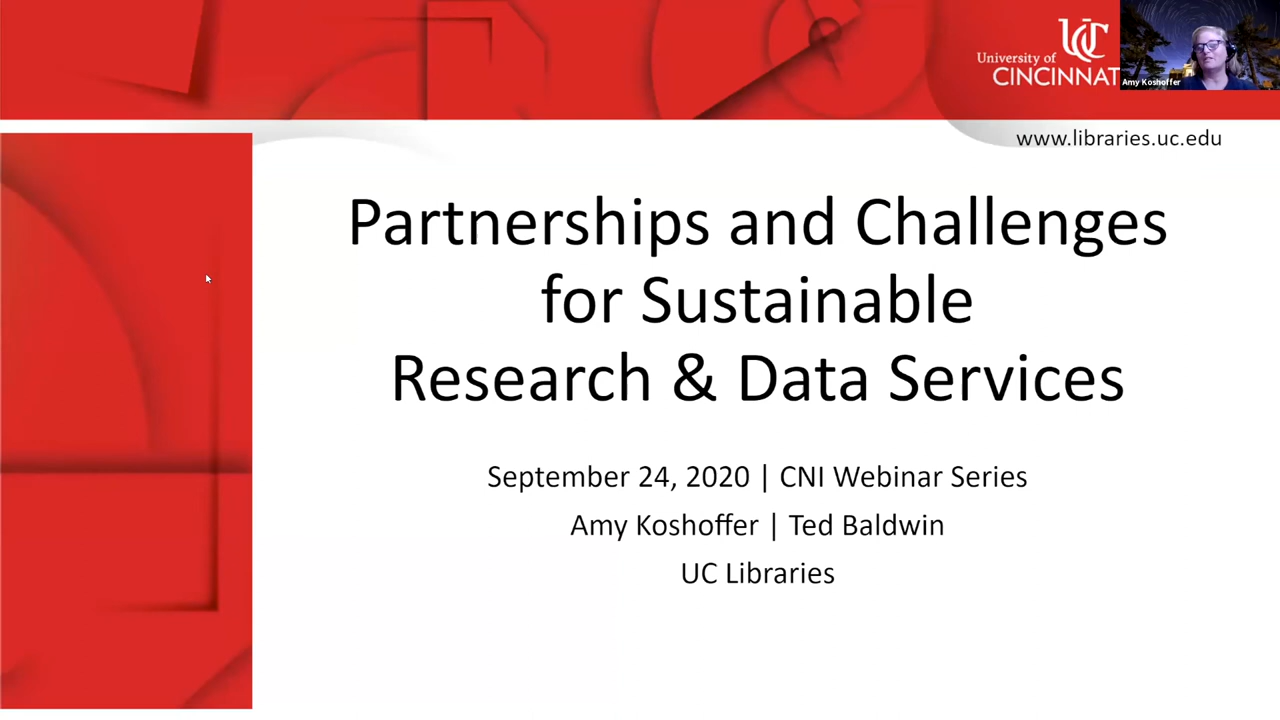 UC
University of
CINCINNAT
Amy Koshoffer
www.libraries.uc.edu
Partnerships and Challenges
for Sustainable
Research & Data Services
September 24, 2020 | CNI Webinar Series
Amy Koshoffer | Ted Baldwin
UC Libraries